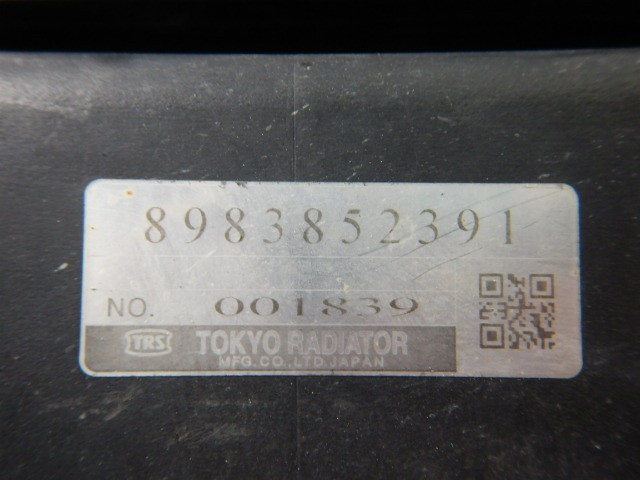 8983852391
NO. 001839
TRS TOKYO RADIATOR
MFG.CO.,LTD.JAPAN